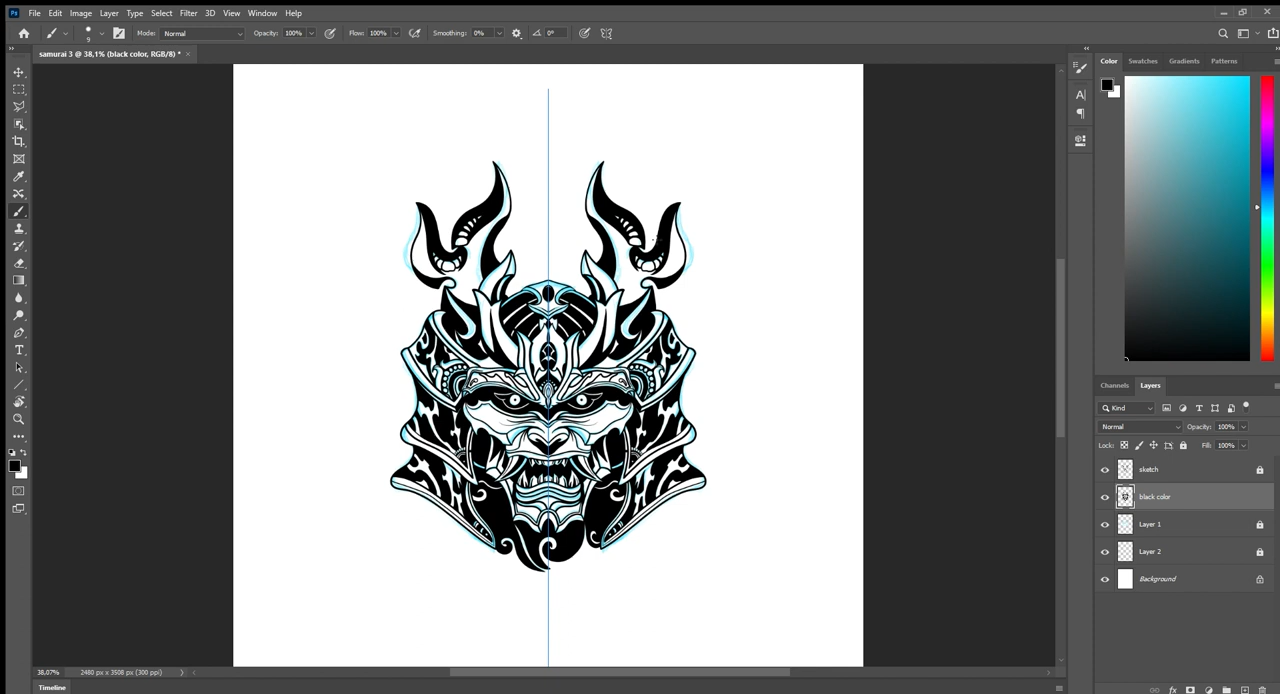 Ps File Edit Image Layer Type Select Filter 3D View Window Help
9 Mode: Normal Opacity: 100% Flow: 100% Smoothing: 0% 0°
samurai 3 @ 38,1% (black color, RGB/8) *
Color Swatches Gradients Patterns
A
T
Channels Layers
Kind
Normal Opacity: 100%
Lock: Fill: 100%
sketch
black color
Layer 1
Layer 2
Background
38,07% 2480 px x 3508 px (300 ppi)
Timeline
fx